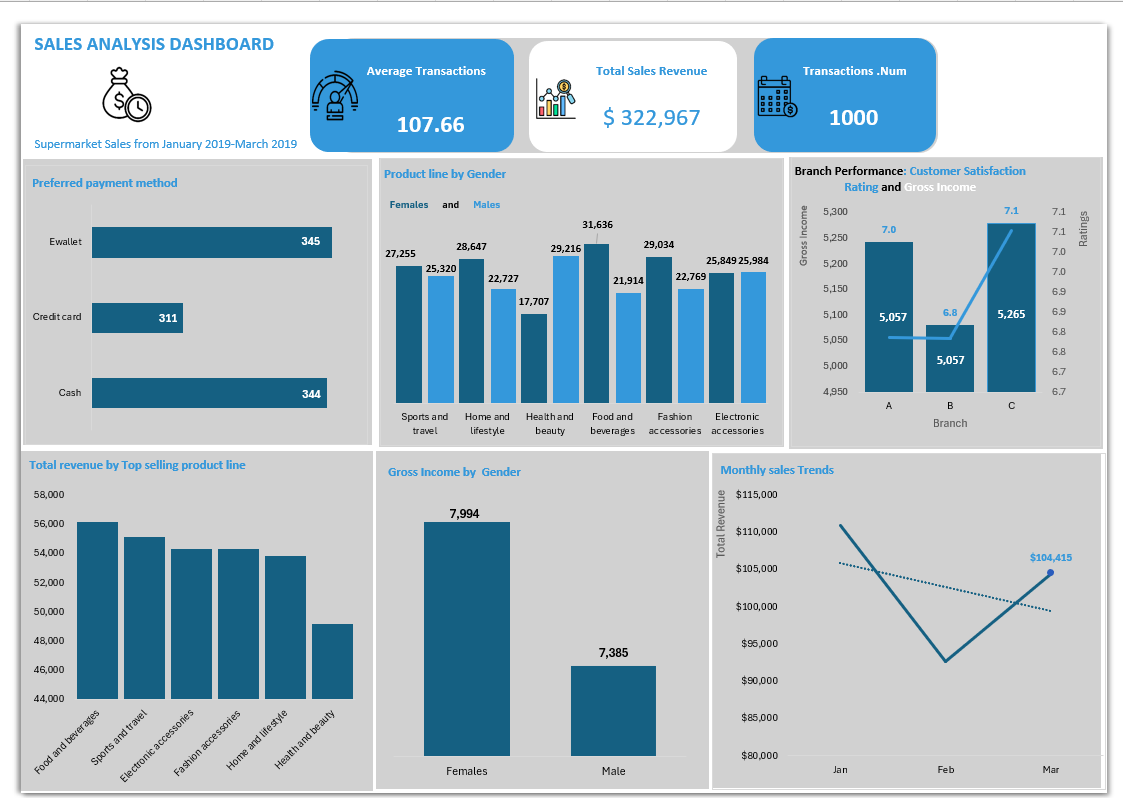 SALES ANALYSIS DASHBOARD
Supermarket Sales from January 2019-March 2019
Average Transactions
107.66
Total Sales Revenue
$ 322,967
Transactions .Num
1000
Preferred payment method
Ewallet
345
Credit card
311
Cash
344
Product line by Gender
Females and Males
27,255
25,320
28,647
22,727
17,707
29,216
31,636
21,914
29,034
22,769
25,849
25,984
Sports and
travel
Home and
lifestyle
Health and
beauty
Food and
beverages
Fashion
accessories
Electronic
accessories
Branch Performance: Customer Satisfaction
Rating and Gross Income
Gross Income
5,300
5,250
5,200
5,150
5,100
5,050
5,000
4,950
7.0
6.8
7.1
5,057
5,057
5,265
7.1
7.1
7.0
7.0
6.9
6.9
6.8
6.8
6.7
6.7
Ratings
A
B
C
Branch
Total revenue by Top selling product line
58,000
56,000
54,000
52,000
50,000
48,000
46,000
44,000
Food and beverages
Sports and travel
Electronic accessories
Fashion accessories
Home and lifestyle
Health and beauty
Gross Income by Gender
7,994
7,385
Females
Male
Monthly sales Trends
Total Revenue
$115,000
$110,000
$105,000
$100,000
$95,000
$90,000
$85,000
$80,000
$104,415
Jan
Feb
Mar